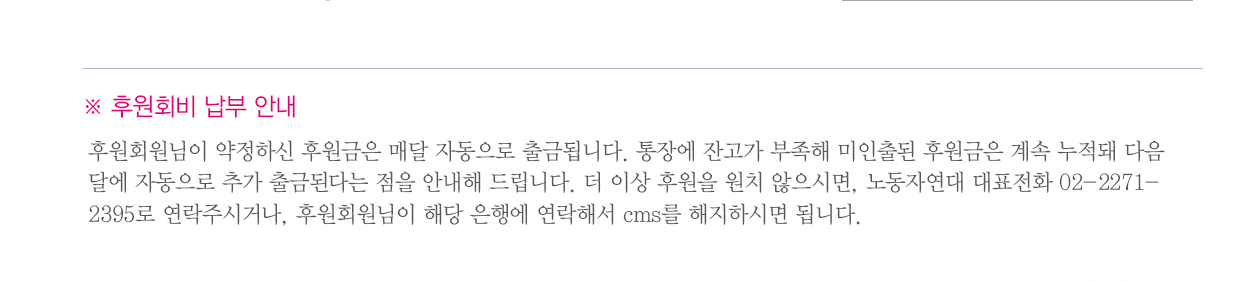 ※ 후원회비 납부 안내
후원회원님이 약정하신 후원금은 매달 자동으로 출금됩니다. 통장에 잔고가 부족해 미인출된 후원금은 계속 누적돼 다음
달에 자동으로 추가 출금된다는 점을 안내해 드립니다. 더 이상 후원을 원치 않으시면, 노동자연대 대표전화 02-2271-
2395로 연락주시거나, 후원회원님이 해당 은행에 연락해서 cms를 해지하시면 됩니다.